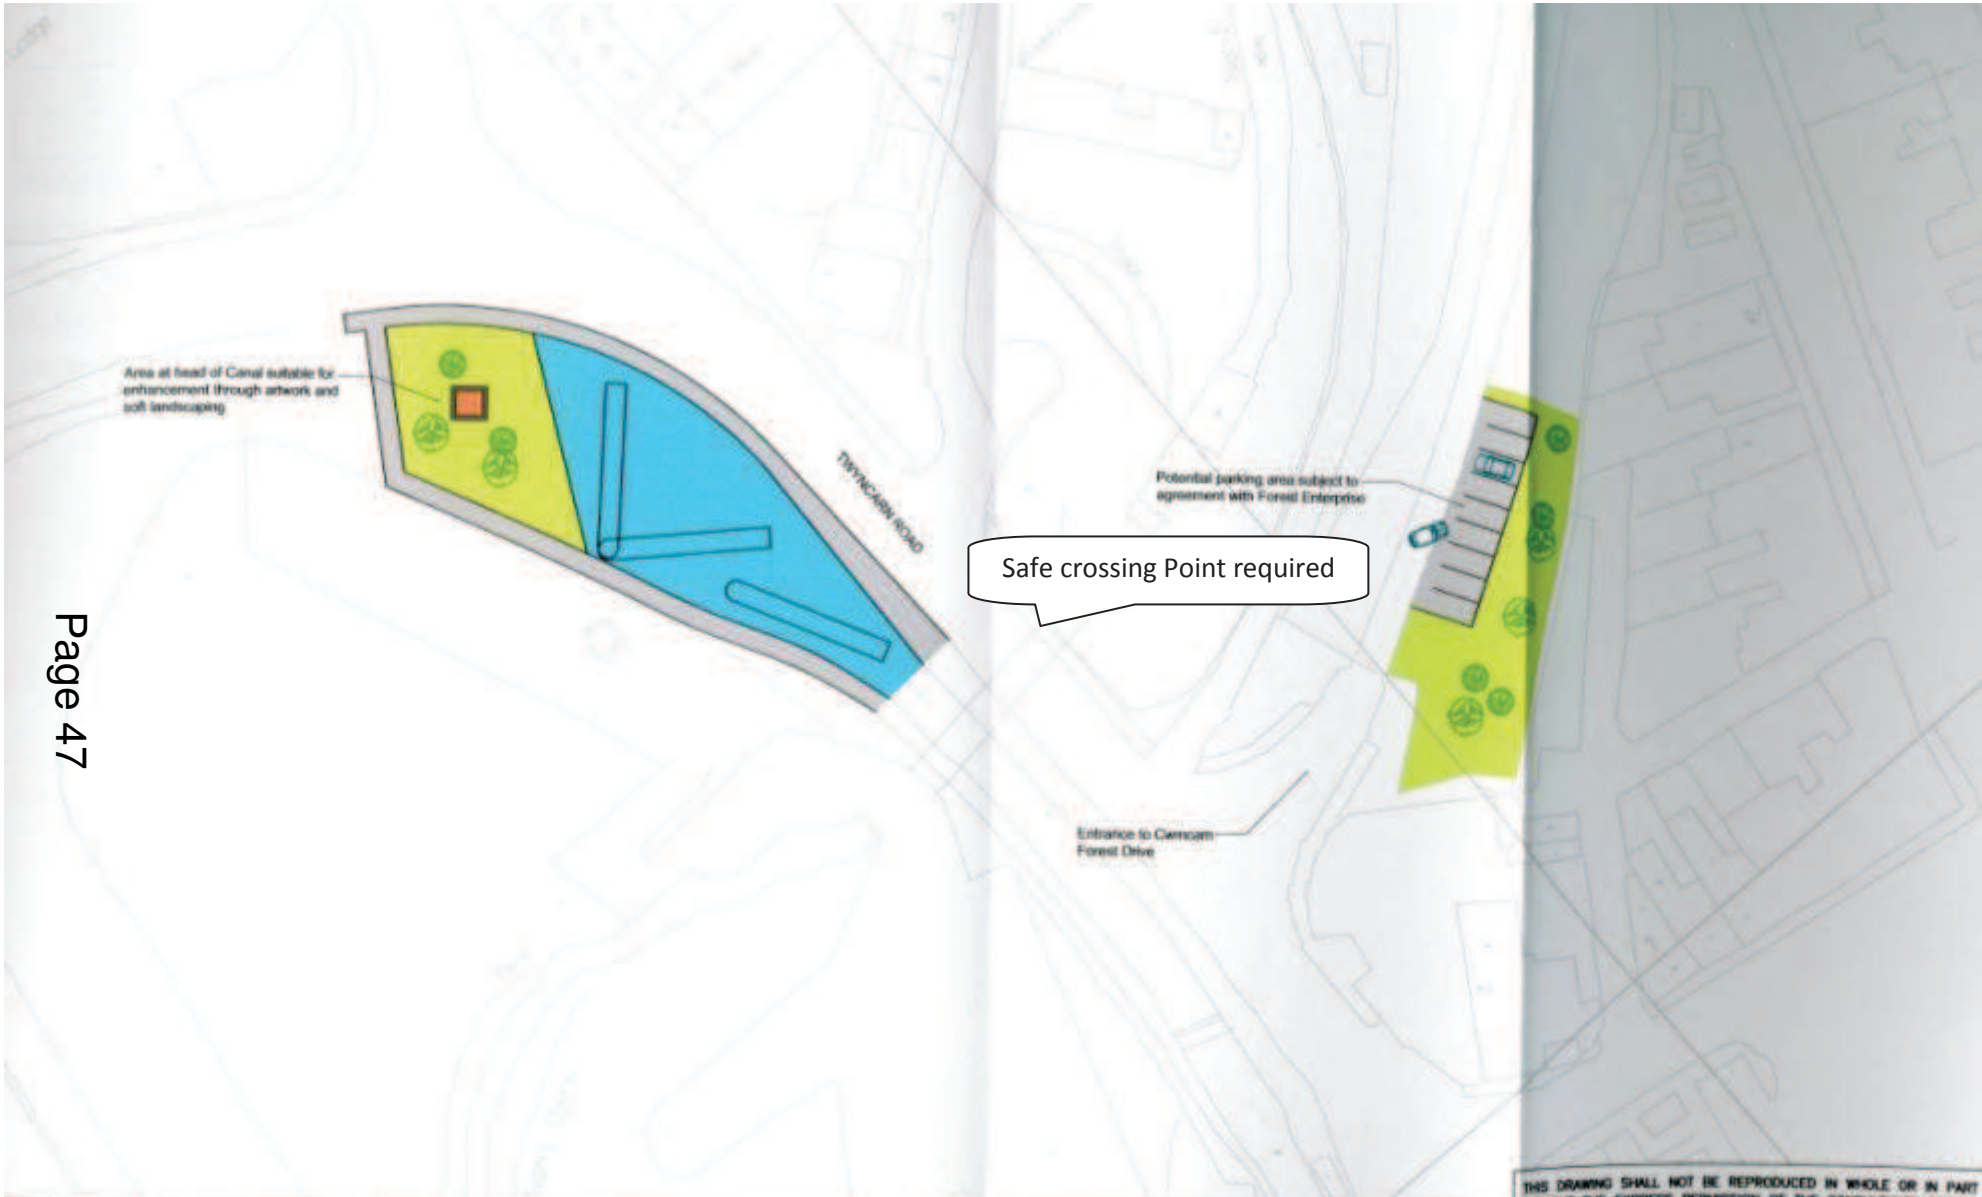 Area at head of Canal suitable for
enhancement through artwork and
soft landscaping
TWYNCARN ROAD
Safe crossing Point required
Potential parking area subject to
agreement with Forest Enterprise
Entrance to Cwmcarn
Forest Drive
Page 47
THIS DRAWING SHALL NOT BE REPRODUCED IN WHOLE OR IN PART